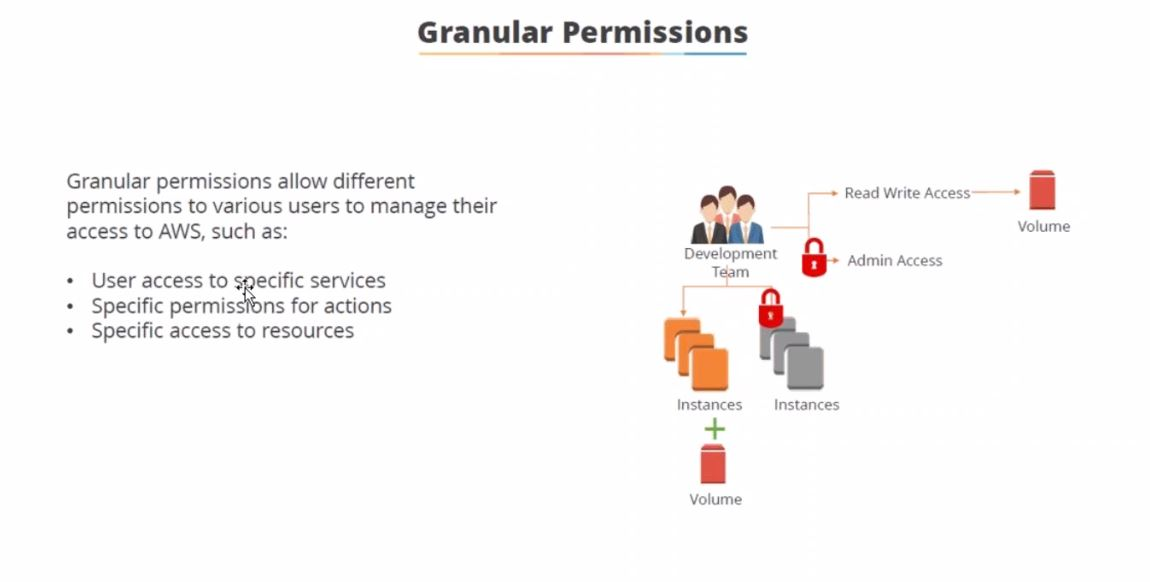 Granular Permissions
Granular permissions allow different
permissions to various users to manage their
access to AWS, such as:
• User access to specific services
• Specific permissions for actions
• Specific access to resources
Development
Team
Read Write Access
Volume
Admin Access
Instances
Instances
Volume